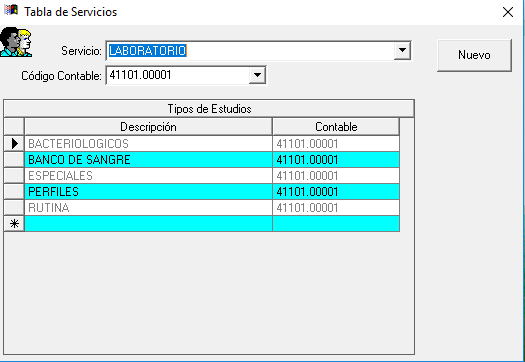 Tabla de Servicios
Servicio: LABORATORIO
Nuevo
Código Contable: 41101.00001
Tipos de Estudios
Descripción Contable
BACTERIOLOGICOS 41101.00001
BANCO DE SANGRE 41101.00001
ESPECIALES 41101.00001
PERFILES 41101.00001
RUTINA 41101.00001